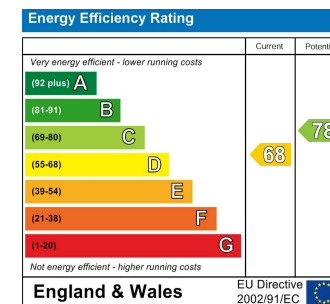 Energy Efficiency Rating
Current Potenti
Very energy efficient - lower running costs
(92 plus) A
(81-91) B
(69-80) C
78
(55-68) D
68
(39-54) E
(21-38) F
(1-20) G
Not energy efficient - higher running costs
England & Wales
EU Directive
2002/91/EC